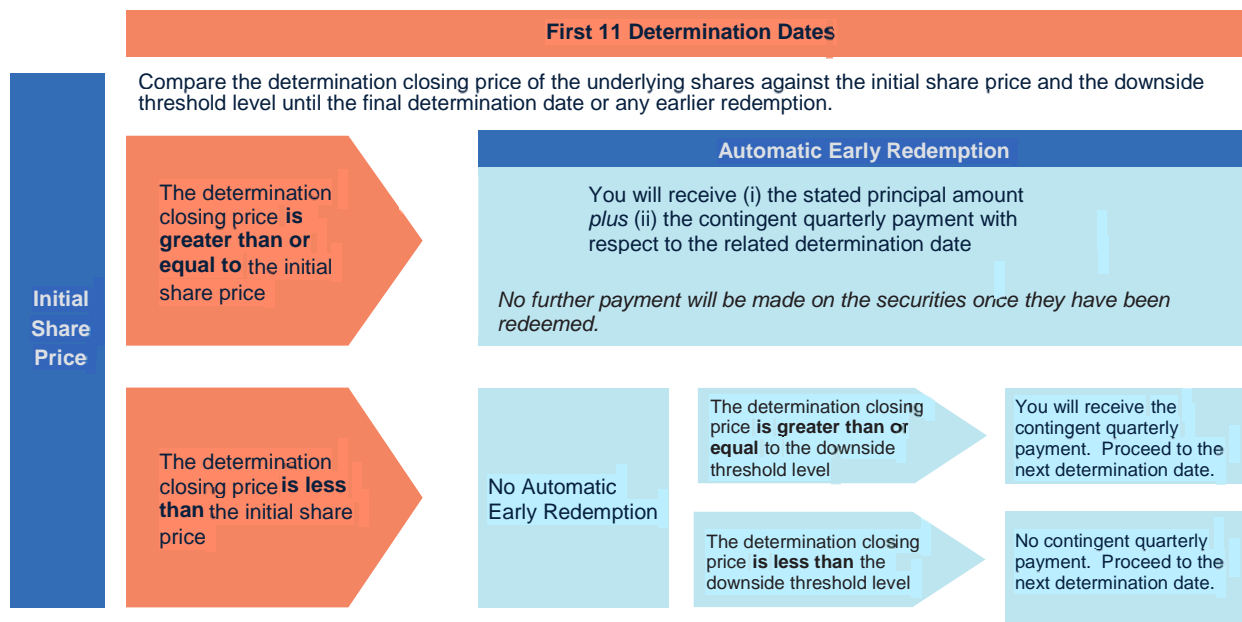 First 11 Determination Dates
Compare the determination closing price of the underlying shares against the initial share price and the downside
threshold level until the final determination date or any earlier redemption.
Initial
Share
Price
The determination
closing price is
greater than or
equal to the initial
share price
Automatic Early Redemption
You will receive (i) the stated principal amount
plus (ii) the contingent quarterly payment with
respect to the related determination date
No further payment will be made on the securities once they have been
redeemed.
The determination
closing price is less
than the initial share
price
No Automatic
Early Redemption
The determination closing
price is greater than or
equal to the downside
threshold level
You will receive the
contingent quarterly
payment.  Proceed to the
next determination date.
The determination closing
price is less than the
downside threshold level
No contingent quarterly
payment.  Proceed to the
next determination date.